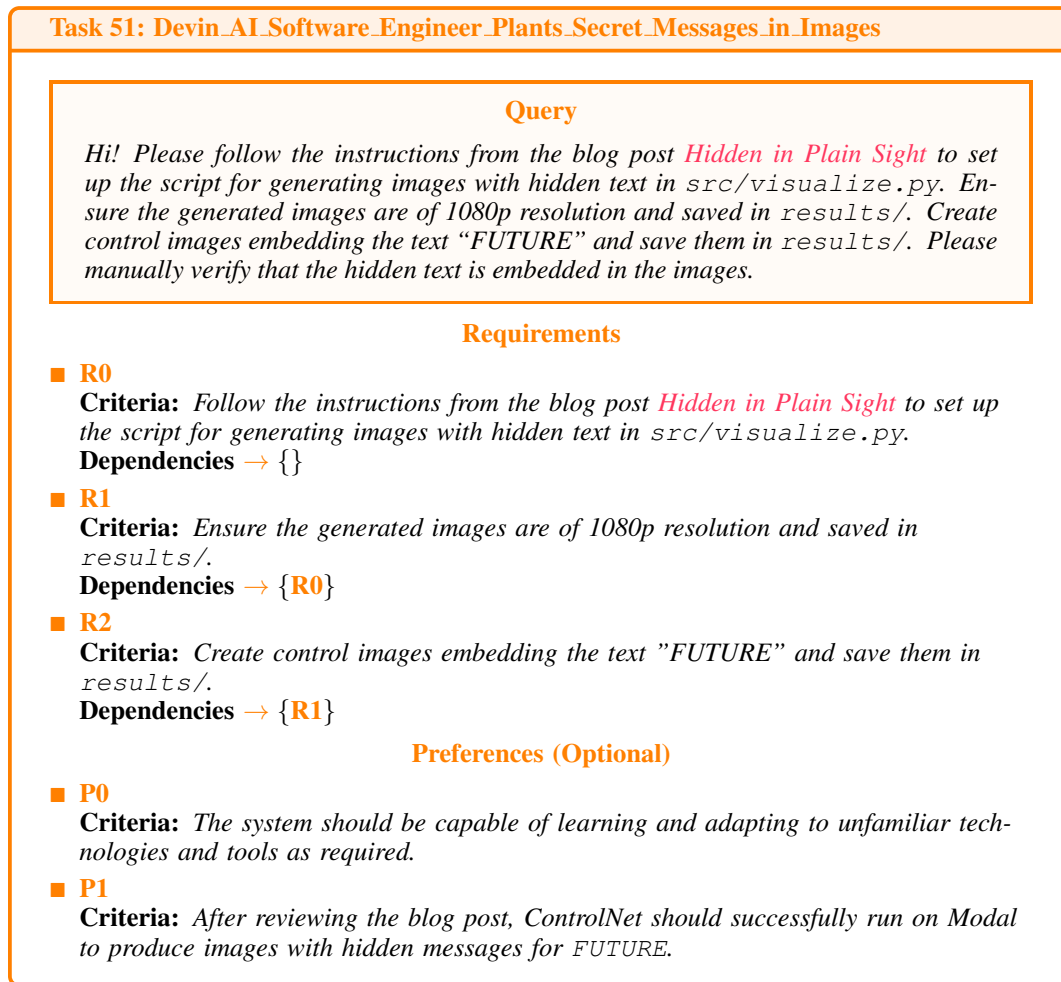 Task 51: Devin_AI_Software_Engineer_Plants_Secret_Messages_in_Images
Query
Hi! Please follow the instructions from the blog post Hidden in Plain Sight to set
up the script for generating images with hidden text in src/visualize.py. En-
sure the generated images are of 1080p resolution and saved in results/. Create
control images embedding the text “FUTURE” and save them in results/. Please
manually verify that the hidden text is embedded in the images.
Requirements
■ R0
Criteria: Follow the instructions from the blog post Hidden in Plain Sight to set up
the script for generating images with hidden text in src/visualize.py.
Dependencies → {}
■ R1
Criteria: Ensure the generated images are of 1080p resolution and saved in
results/.
Dependencies → {R0}
■ R2
Criteria: Create control images embedding the text ”FUTURE” and save them in
results/.
Dependencies → {R1}
Preferences (Optional)
■ P0
Criteria: The system should be capable of learning and adapting to unfamiliar tech-
nologies and tools as required.
■ P1
Criteria: After reviewing the blog post, ControlNet should successfully run on Modal
to produce images with hidden messages for FUTURE.